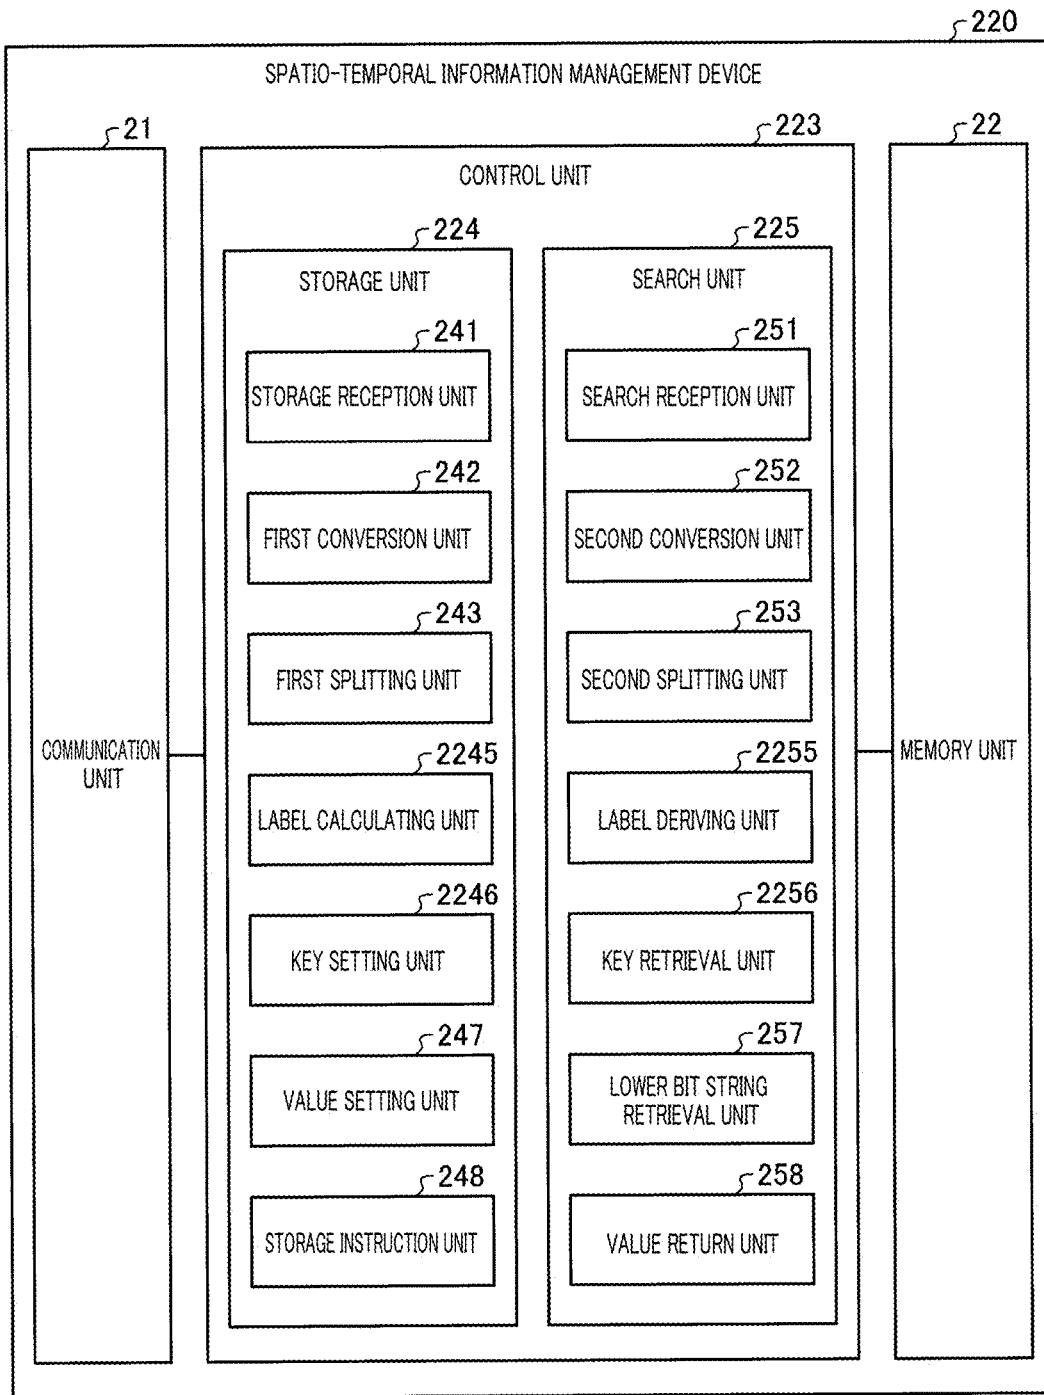 220
SPATIO-TEMPORAL INFORMATION MANAGEMENT DEVICE
21
COMMUNICATION
UNIT
223
CONTROL UNIT
224
STORAGE UNIT
241
STORAGE RECEPTION UNIT
242
FIRST CONVERSION UNIT
243
FIRST SPLITTING UNIT
2245
LABEL CALCULATING UNIT
2246
KEY SETTING UNIT
247
VALUE SETTING UNIT
248
STORAGE INSTRUCTION UNIT
225
SEARCH UNIT
251
SEARCH RECEPTION UNIT
252
SECOND CONVERSION UNIT
253
SECOND SPLITTING UNIT
2255
LABEL DERIVING UNIT
2256
KEY RETRIEVAL UNIT
257
LOWER BIT STRING
RETRIEVAL UNIT
258
VALUE RETURN UNIT
22
MEMORY UNIT